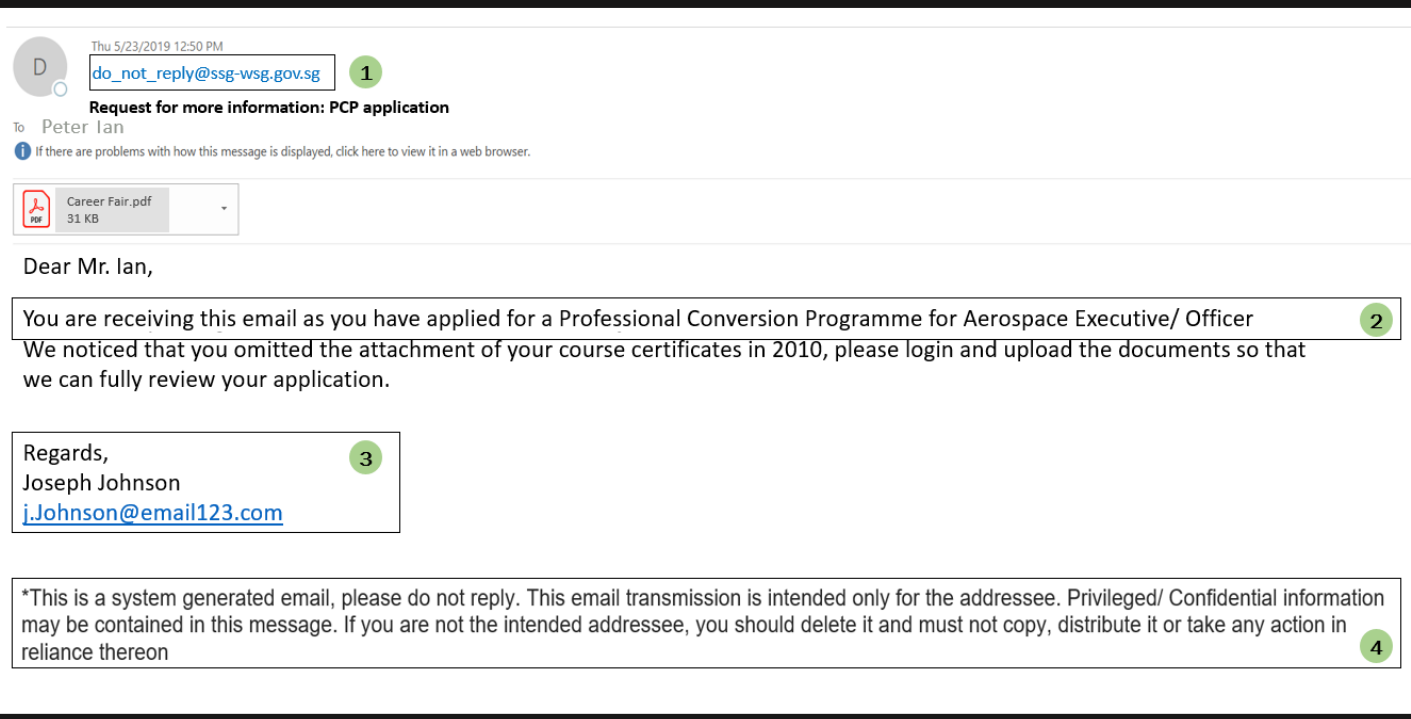 Thu 5/23/2019 12:50 PM
D
do_not_reply@ssg-wsg.gov.sg 1
Request for more information: PCP application
To Peter Ian
i If there are problems with how this message is displayed, click here to view it in a web browser.
Career Fair.pdf
PDF 31 KB
Dear Mr. Ian,
You are receiving this email as you have applied for a Professional Conversion Programme for Aerospace Executive/ Officer 2
We noticed that you omitted the attachment of your course certificates in 2010, please login and upload the documents so that
we can fully review your application.
Regards, 3
Joseph Johnson
j.Johnson@email123.com
*This is a system generated email, please do not reply. This email transmission is intended only for the addressee. Privileged/ Confidential information
may be contained in this message. If you are not the intended addressee, you should delete it and must not copy, distribute it or take any action in
reliance thereon 4